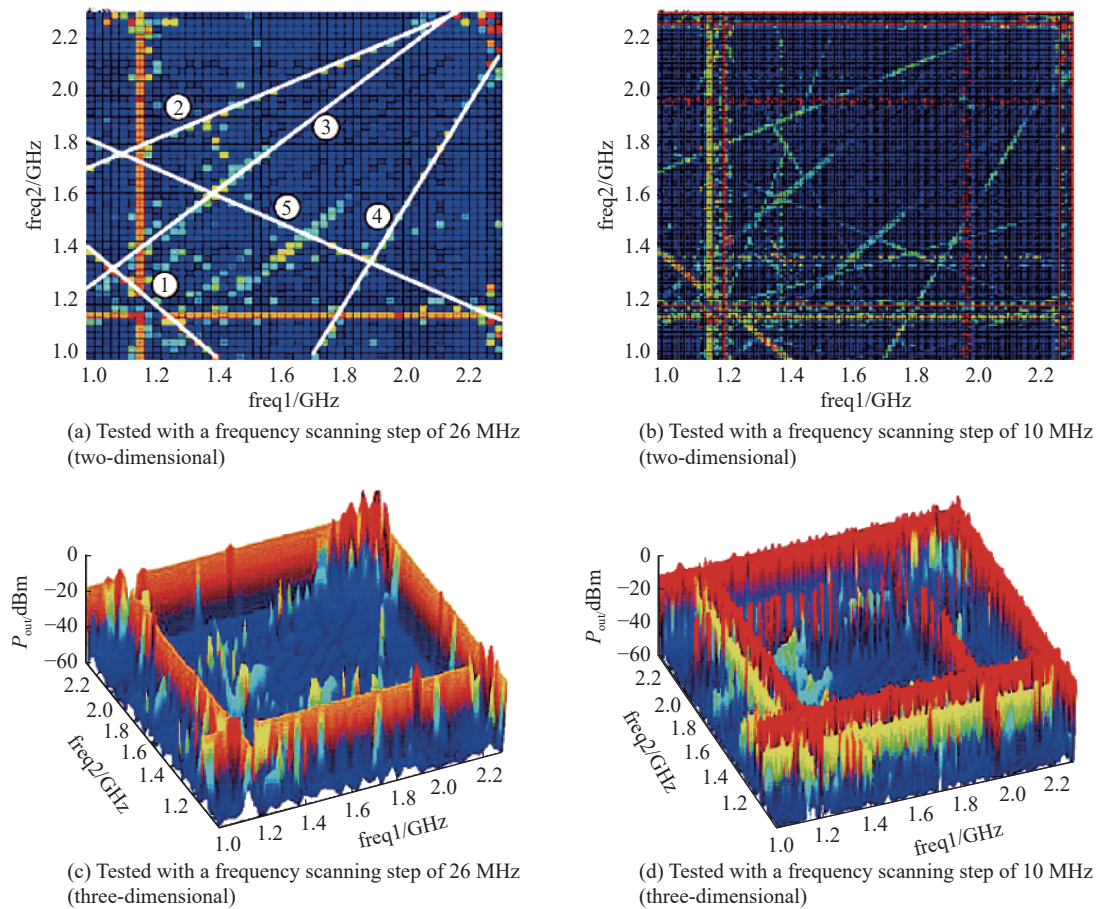 2.2
2.0
1.8
1.6
1.4
1.2
1.0
freq2/GHz
①
②
③
④
⑤
1.0 1.2 1.4 1.6 1.8 2.0 2.2
freq1/GHz
(a) Tested with a frequency scanning step of 26 MHz
(two-dimensional)
2.2
2.0
1.8
1.6
1.4
1.2
1.0
freq2/GHz
1.0 1.2 1.4 1.6 1.8 2.0 2.2
freq1/GHz
(b) Tested with a frequency scanning step of 10 MHz
(two-dimensional)
0
−20
−40
−60
Pout/dBm
2.2
2.0
1.8
1.6
1.4
1.2
freq2/GHz
1.0 1.2 1.4 1.6 1.8 2.0 2.2
freq1/GHz
(c) Tested with a frequency scanning step of 26 MHz
(three-dimensional)
0
−20
−40
−60
Pout/dBm
2.2
2.0
1.8
1.6
1.4
1.2
freq2/GHz
1.0 1.2 1.4 1.6 1.8 2.0 2.2
freq1/GHz
(d) Tested with a frequency scanning step of 10 MHz
(three-dimensional)